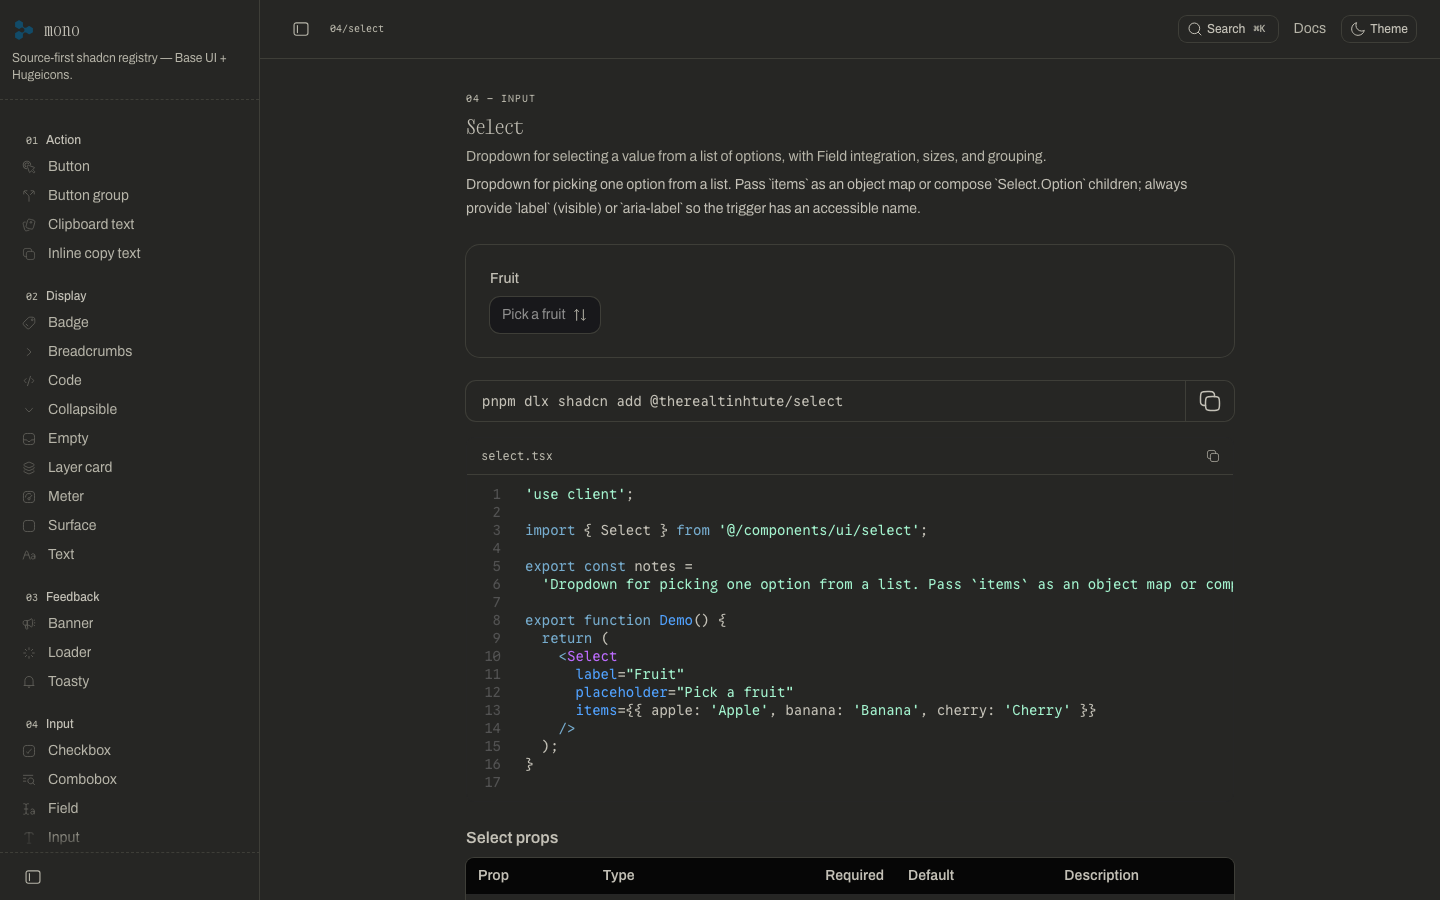 mono
Source-first shadcn registry — Base UI +
Hugeicons.
01 Action
Button
Button group
Clipboard text
Inline copy text
02 Display
Badge
Breadcrumbs
Code
Collapsible
Empty
Layer card
Meter
Surface
Text
03 Feedback
Banner
Loader
Toasty
04 Input
Checkbox
Combobox
Field
Input
04/select
Search ⌘K
Docs
Theme
04 — INPUT
Select
Dropdown for selecting a value from a list of options, with Field integration, sizes, and grouping.
Dropdown for picking one option from a list. Pass `items` as an object map or compose `Select.Option` children; always
provide `label` (visible) or `aria-label` so the trigger has an accessible name.
Fruit
Pick a fruit
pnpm dlx shadcn add @therealtinhtute/select
select.tsx
1 'use client';
2
3 import { Select } from '@/components/ui/select';
4
5 export const notes =
6 'Dropdown for picking one option from a list. Pass `items` as an object map or comp
7
8 export function Demo() {
9 return (
10 <Select
11 label="Fruit"
12 placeholder="Pick a fruit"
13 items={{ apple: 'Apple', banana: 'Banana', cherry: 'Cherry' }}
14 />
15 );
16 }
17
Select props
Prop Type Required Default Description